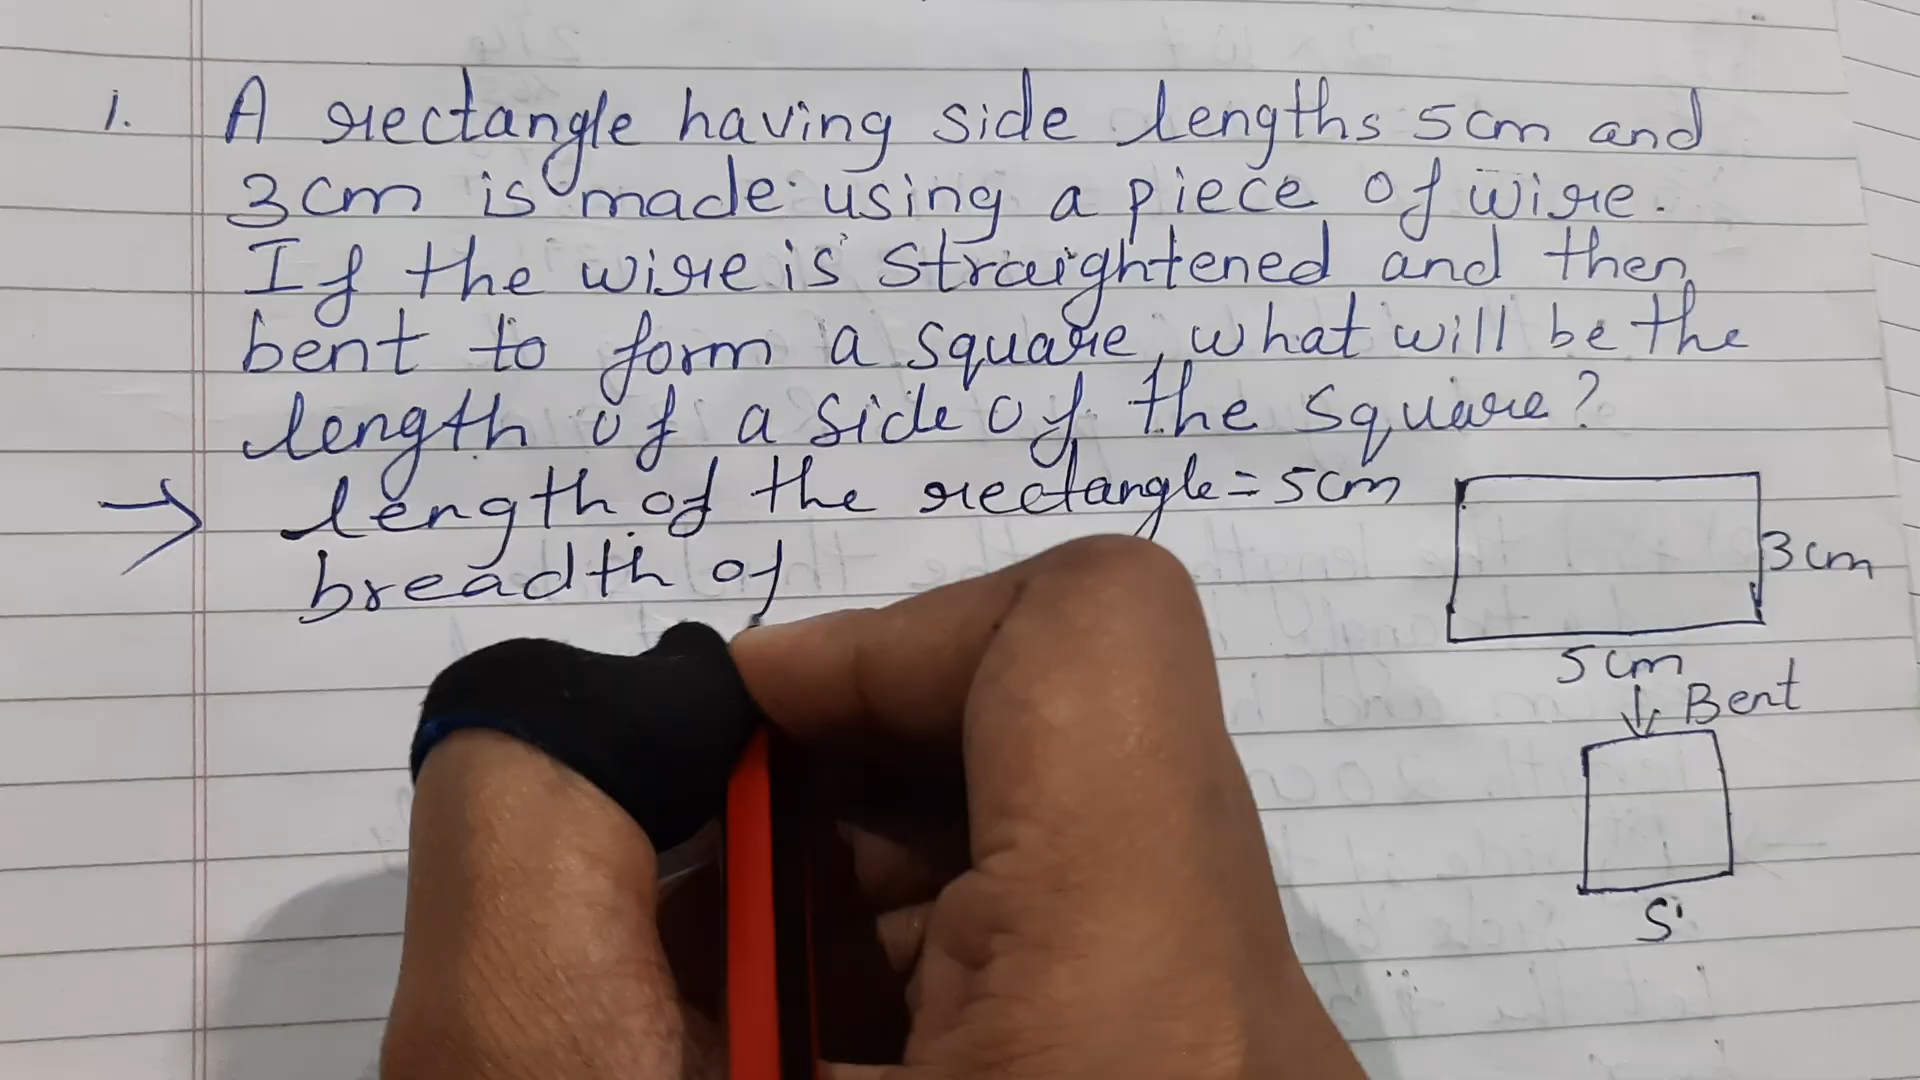 1. A rectangle having side lengths 5cm and
3cm is made using a piece of wire.
If the wire is straightened and then
bent to form a square, what will be the
length of a side of the square?
→ length of the rectangle = 5cm
breadth of
3cm
5cm
↓ Bent
S